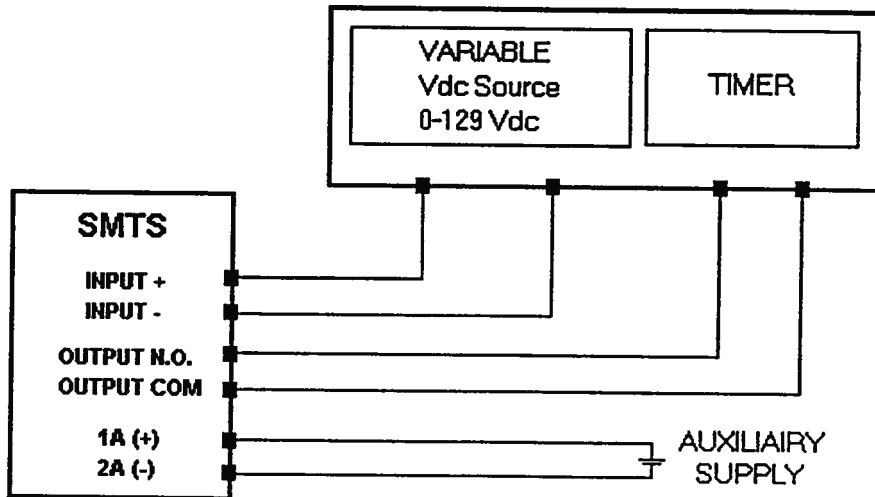 VARIABLE
Vdc Source
0-129 Vdc
TIMER
SMTS
INPUT +
INPUT -
OUTPUT N.O.
OUTPUT COM
1A (+)
2A (-)
AUXILIAIRY
SUPPLY